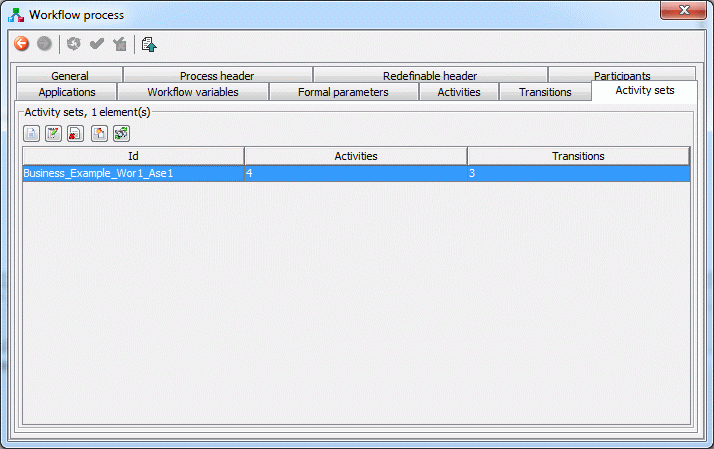 Workflow process
General Process header Redefinable header Participants
Applications Workflow variables Formal parameters Activities Transitions Activity sets
Activity sets, 1 element(s)
Id Activities Transitions
Business_Example_Wor1_Ase1 4 3